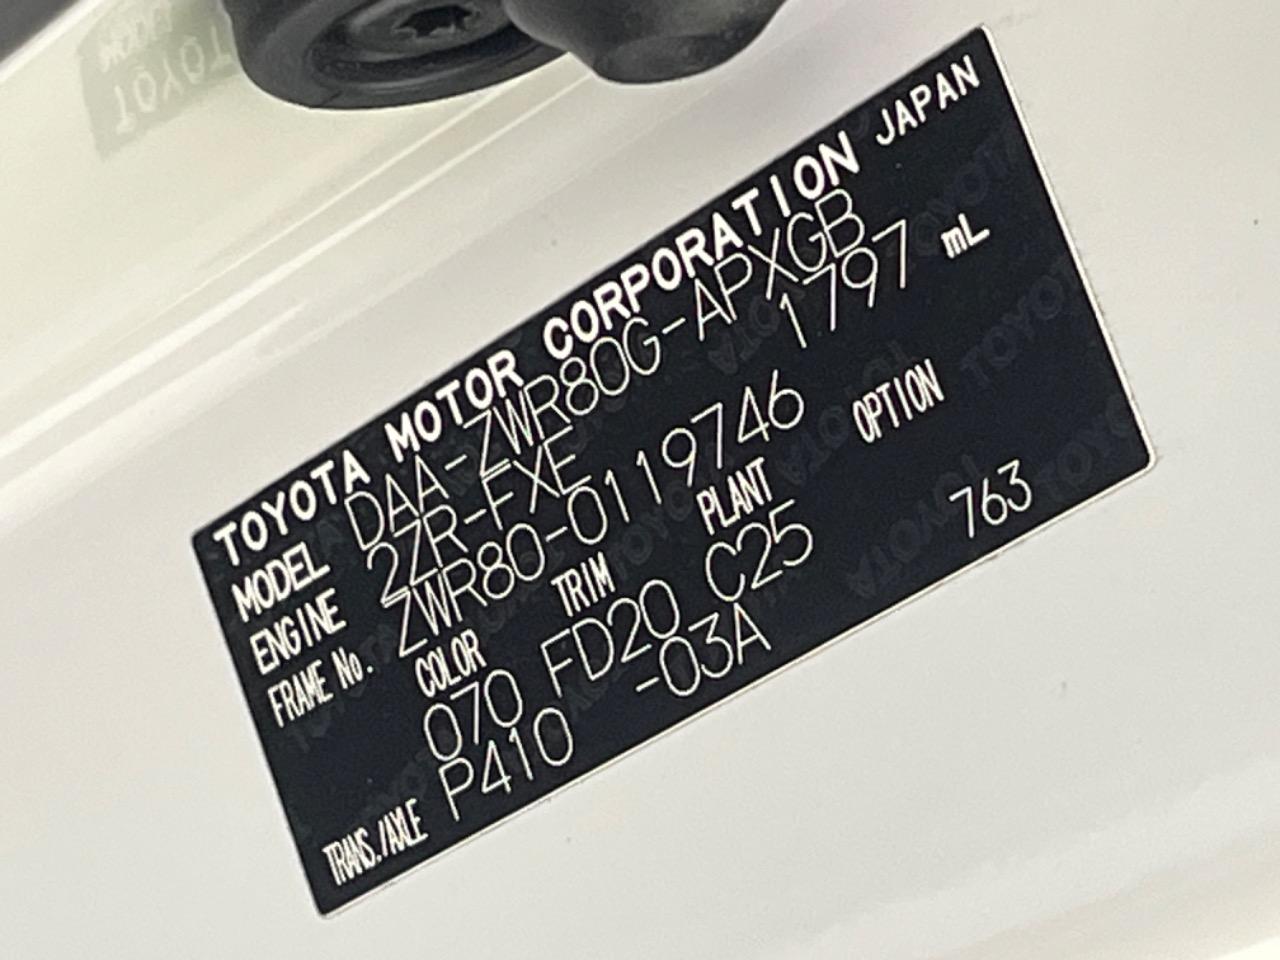 TOYOTA MOTOR CORPORATION JAPAN
MODEL DAA-ZWR80G-APXGB
ENGINE 2ZR-FXE 1797 mL
FRAME No. ZWR80-0119746
COLOR TRIM PLANT OPTION
070 FD20 C25 763
TRANS./AXLE P410 -03A